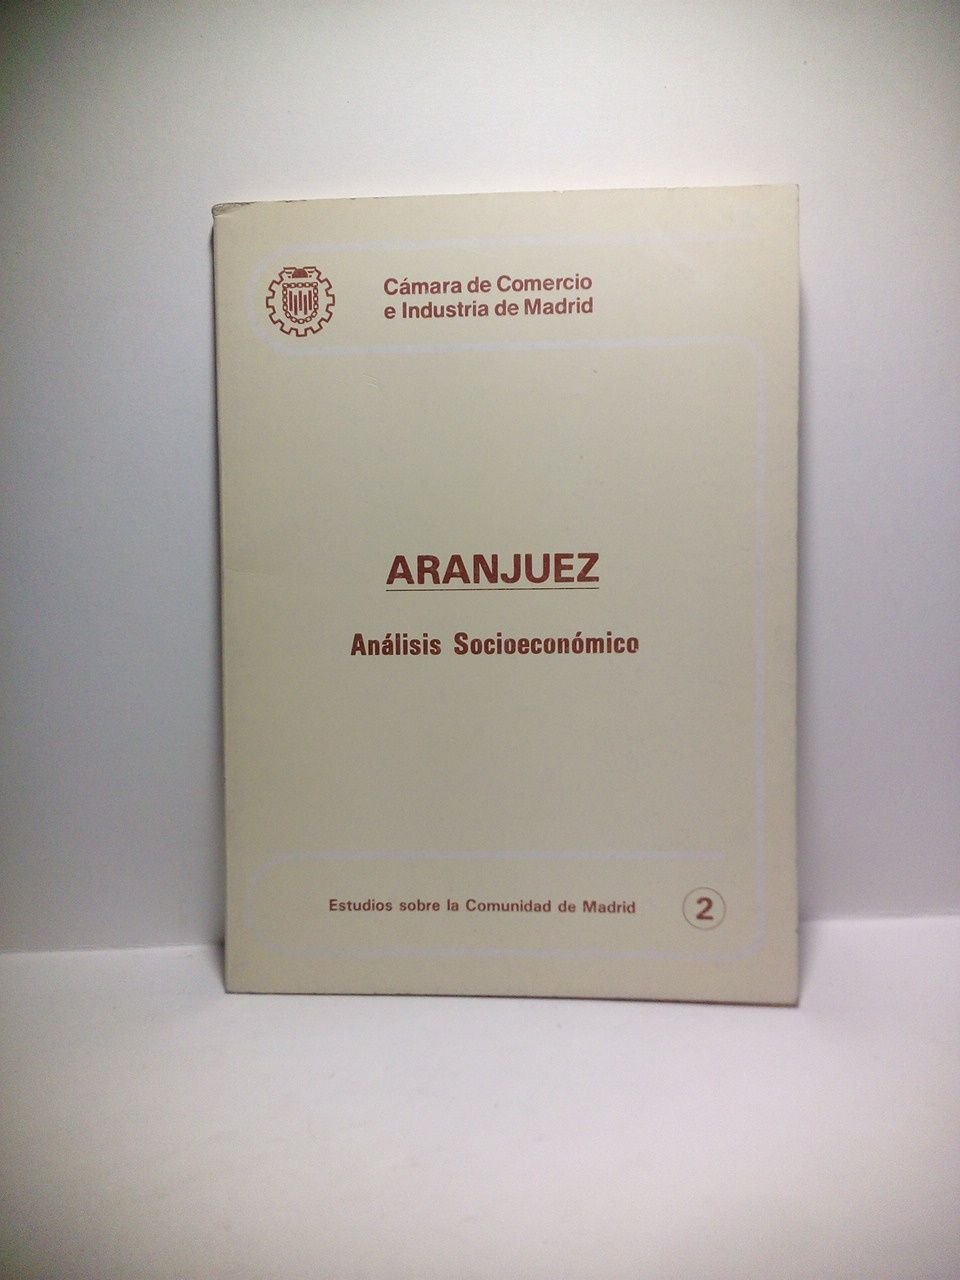 Cámara de Comercio
e Industria de Madrid
ARANJUEZ
Análisis Socioeconómico
Estudios sobre la Comunidad de Madrid 2